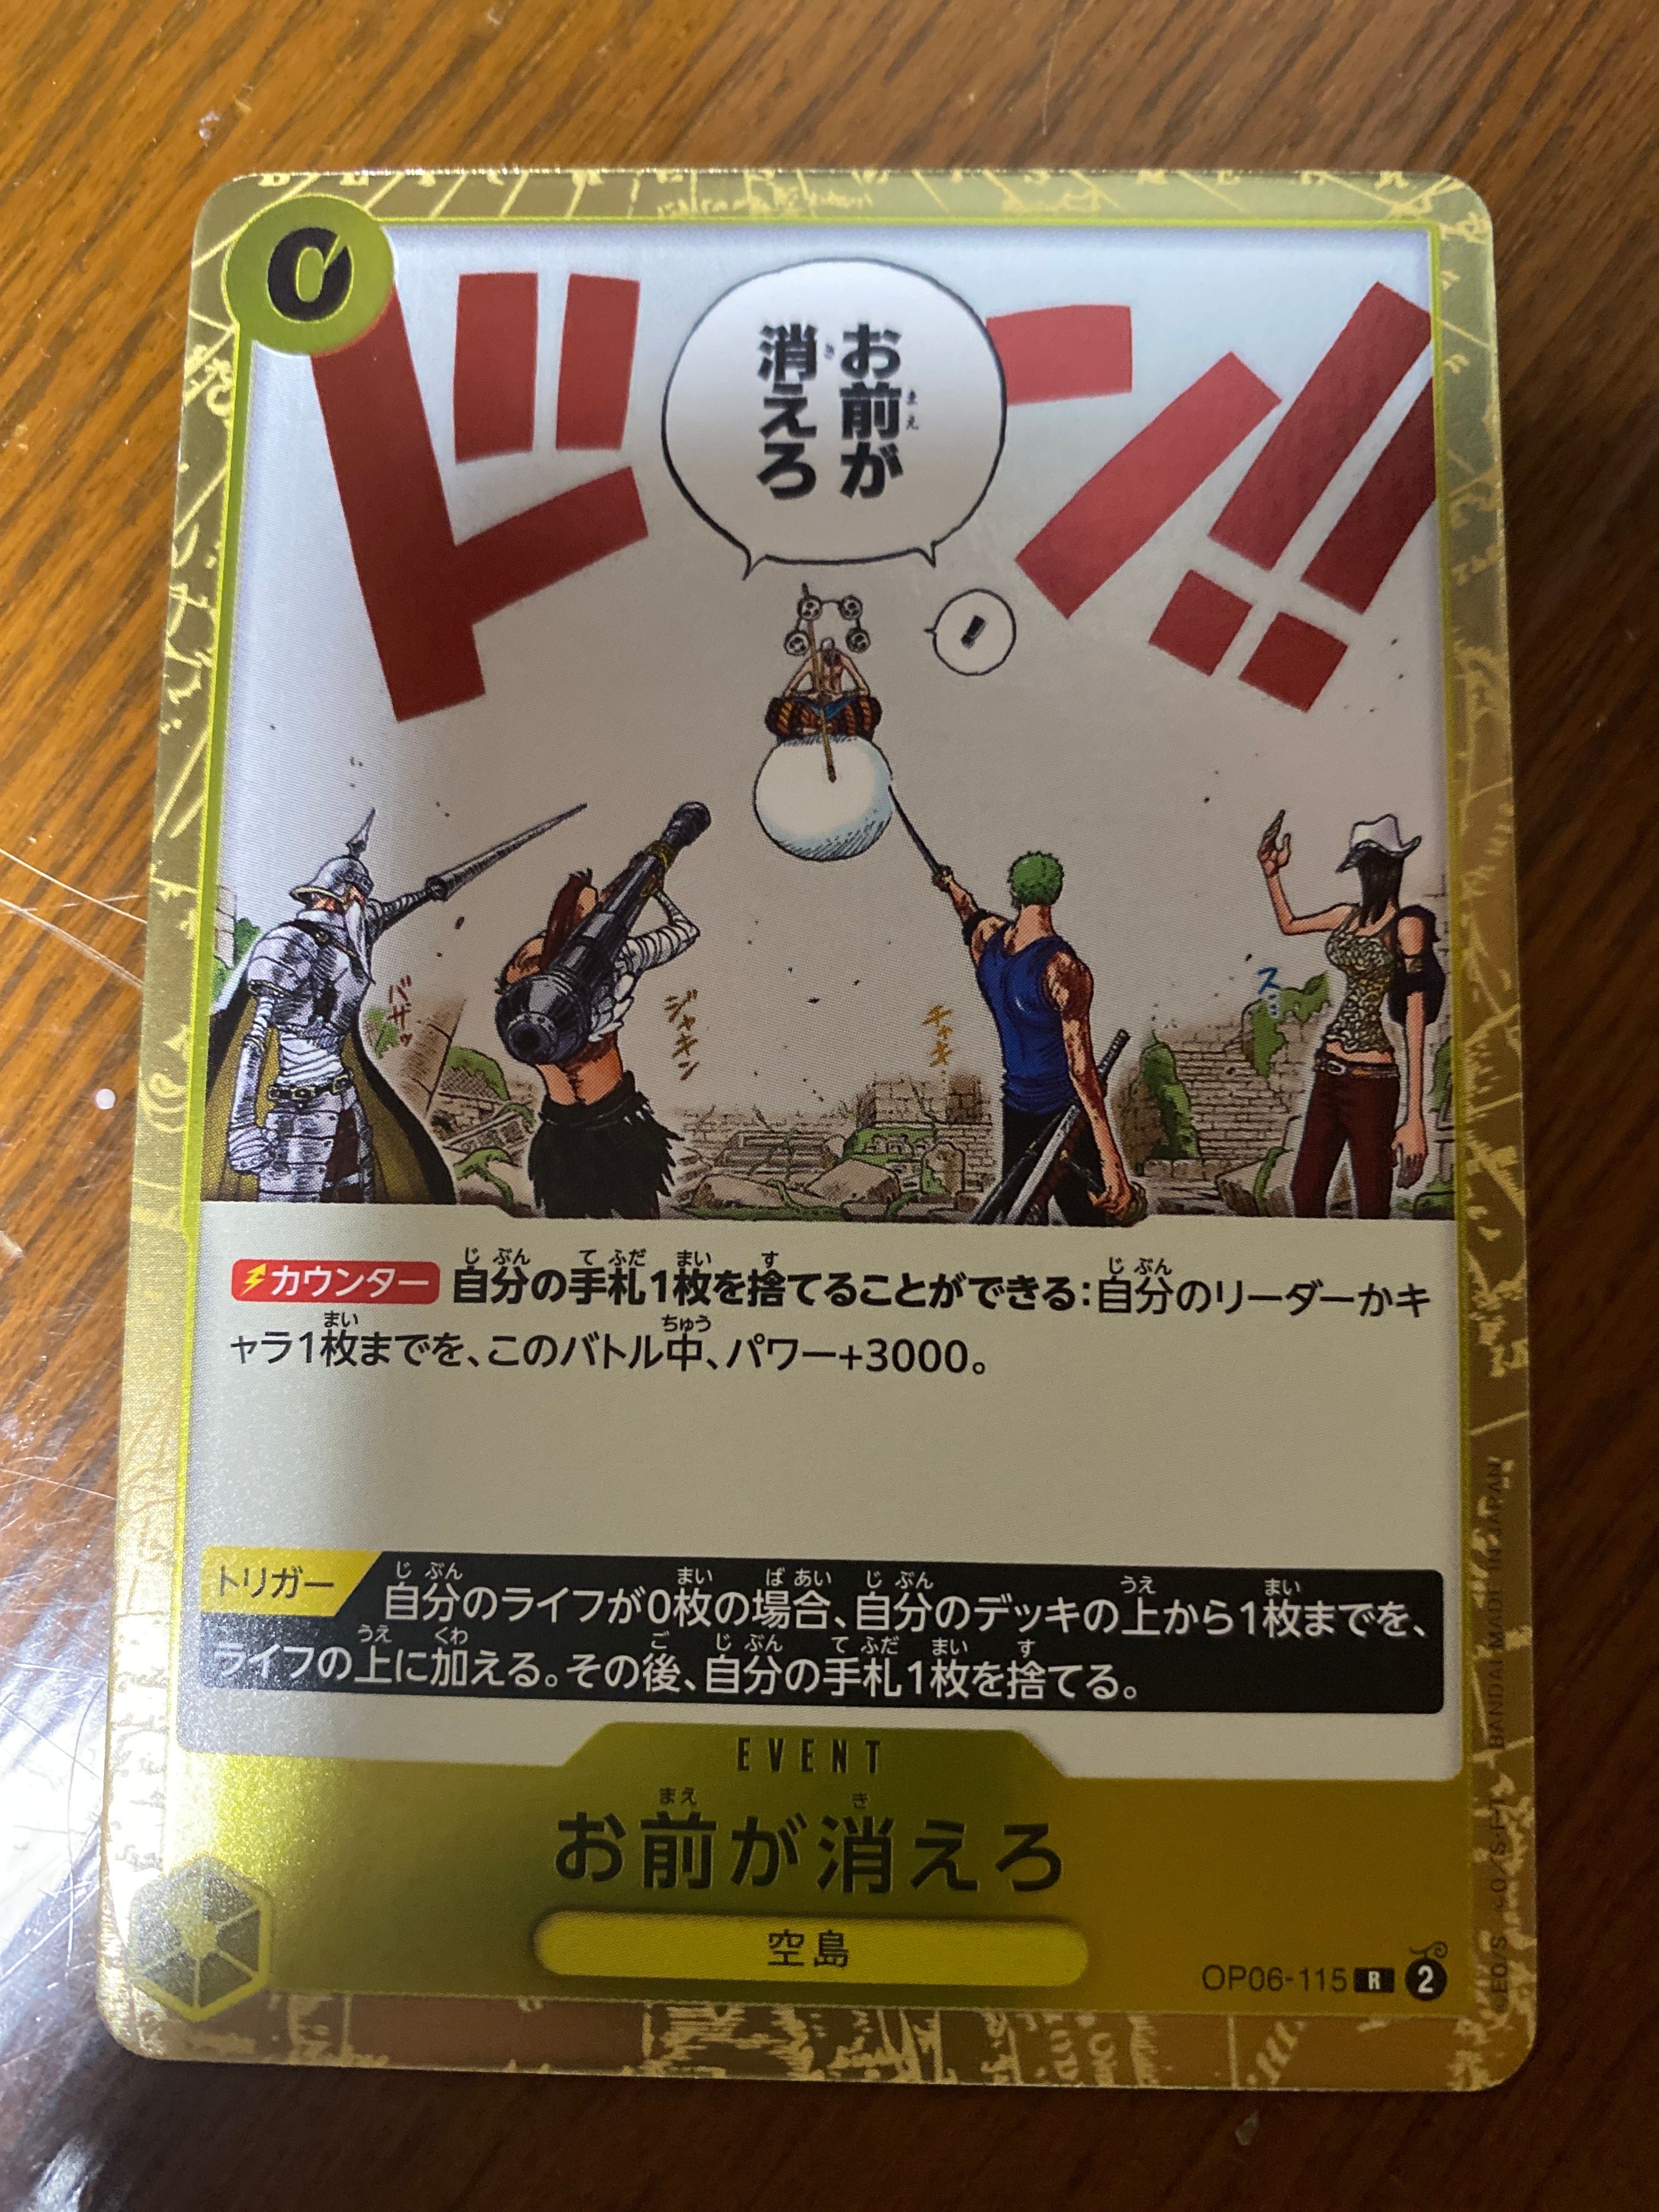 0
ドン!!
お前が
消えろ
!
バサッ
ジャキン
チャキ
カウンター 自分の手札1枚を捨てることができる:自分のリーダーかキ
ャラ1枚までを、このバトル中、パワー+3000。
トリガー 自分のライフが0枚の場合、自分のデッキの上から1枚までを、
ライフの上に加える。その後、自分の手札1枚を捨てる。
EVENT
お前が消えろ
空島
OP06-115 R 2
BANDAI MADE IN JAPAN